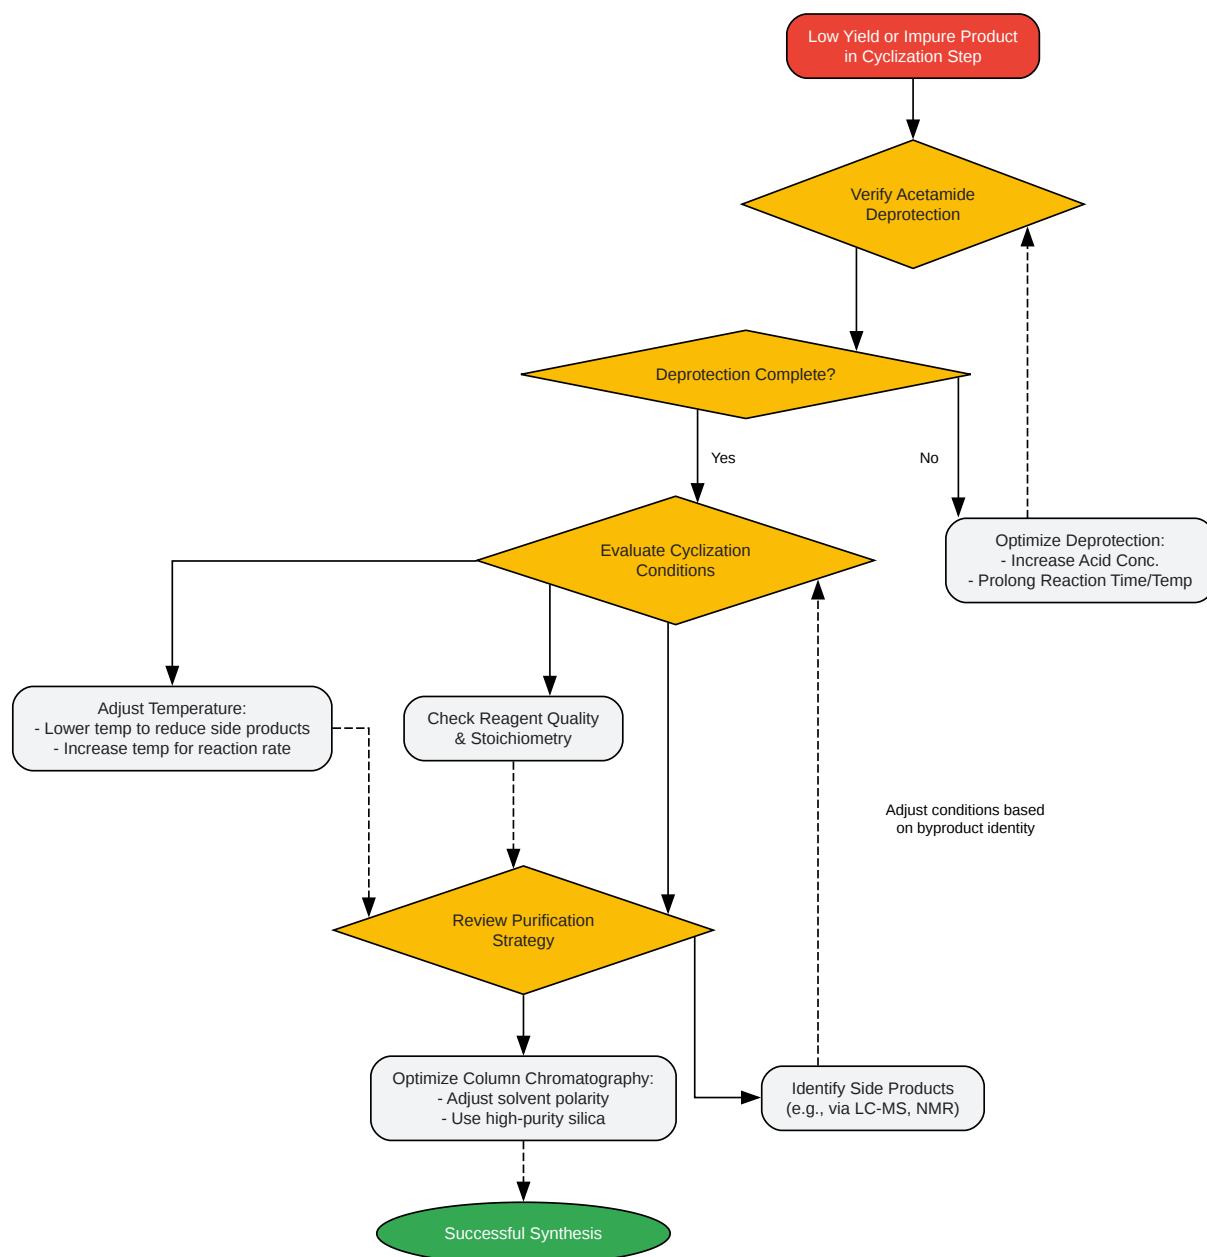 Low Yield or Impure Product
in Cyclization Step
Verify Acetamide
Deprotection
Deprotection Complete?
Yes
No
Evaluate Cyclization
Conditions
Optimize Deprotection:
- Increase Acid Conc.
- Prolong Reaction Time/Temp
Adjust Temperature:
- Lower temp to reduce side products
- Increase temp for reaction rate
Check Reagent Quality
& Stoichiometry
Adjust conditions based
on byproduct identity
Review Purification
Strategy
Optimize Column Chromatography:
- Adjust solvent polarity
- Use high-purity silica
Identify Side Products
(e.g., via LC-MS, NMR)
Successful Synthesis